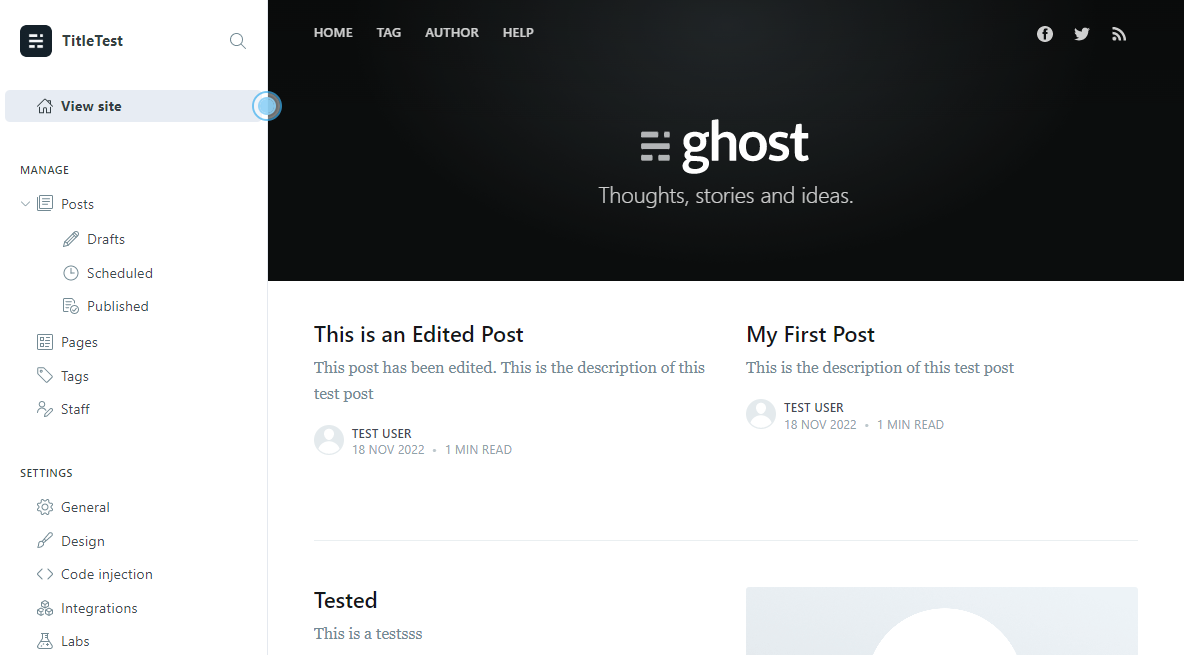 TitleTest
View site
MANAGE
Posts
Drafts
Scheduled
Published
Pages
Tags
Staff
SETTINGS
General
Design
Code injection
Integrations
Labs
HOME TAG AUTHOR HELP
ghost
Thoughts, stories and ideas.
This is an Edited Post
This post has been edited. This is the description of this
test post
TEST USER
18 NOV 2022 • 1 MIN READ
My First Post
This is the description of this test post
TEST USER
18 NOV 2022 • 1 MIN READ
Tested
This is a testsss